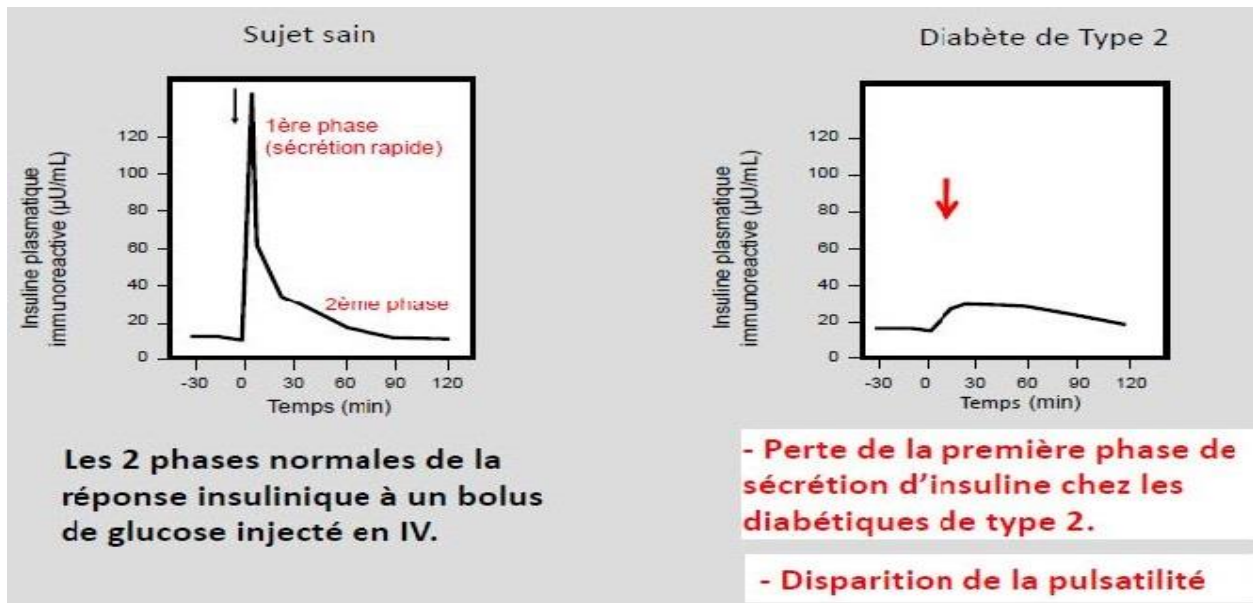 Sujet sain
Insuline plasmatique
immunoreactive (µU/mL)
120
100
80
60
40
20
0
1ère phase
(sécrétion rapide)
2ème phase
-30 0 30 60 90 120
Temps (min)
Les 2 phases normales de la
réponse insulinique à un bolus
de glucose injecté en IV.
Diabète de Type 2
Insuline plasmatique
immunoreactive (µU/mL)
120
100
80
60
40
20
0
-30 0 30 60 90 120
Temps (min)
- Perte de la première phase de
sécrétion d’insuline chez les
diabétiques de type 2.
- Disparition de la pulsatilité